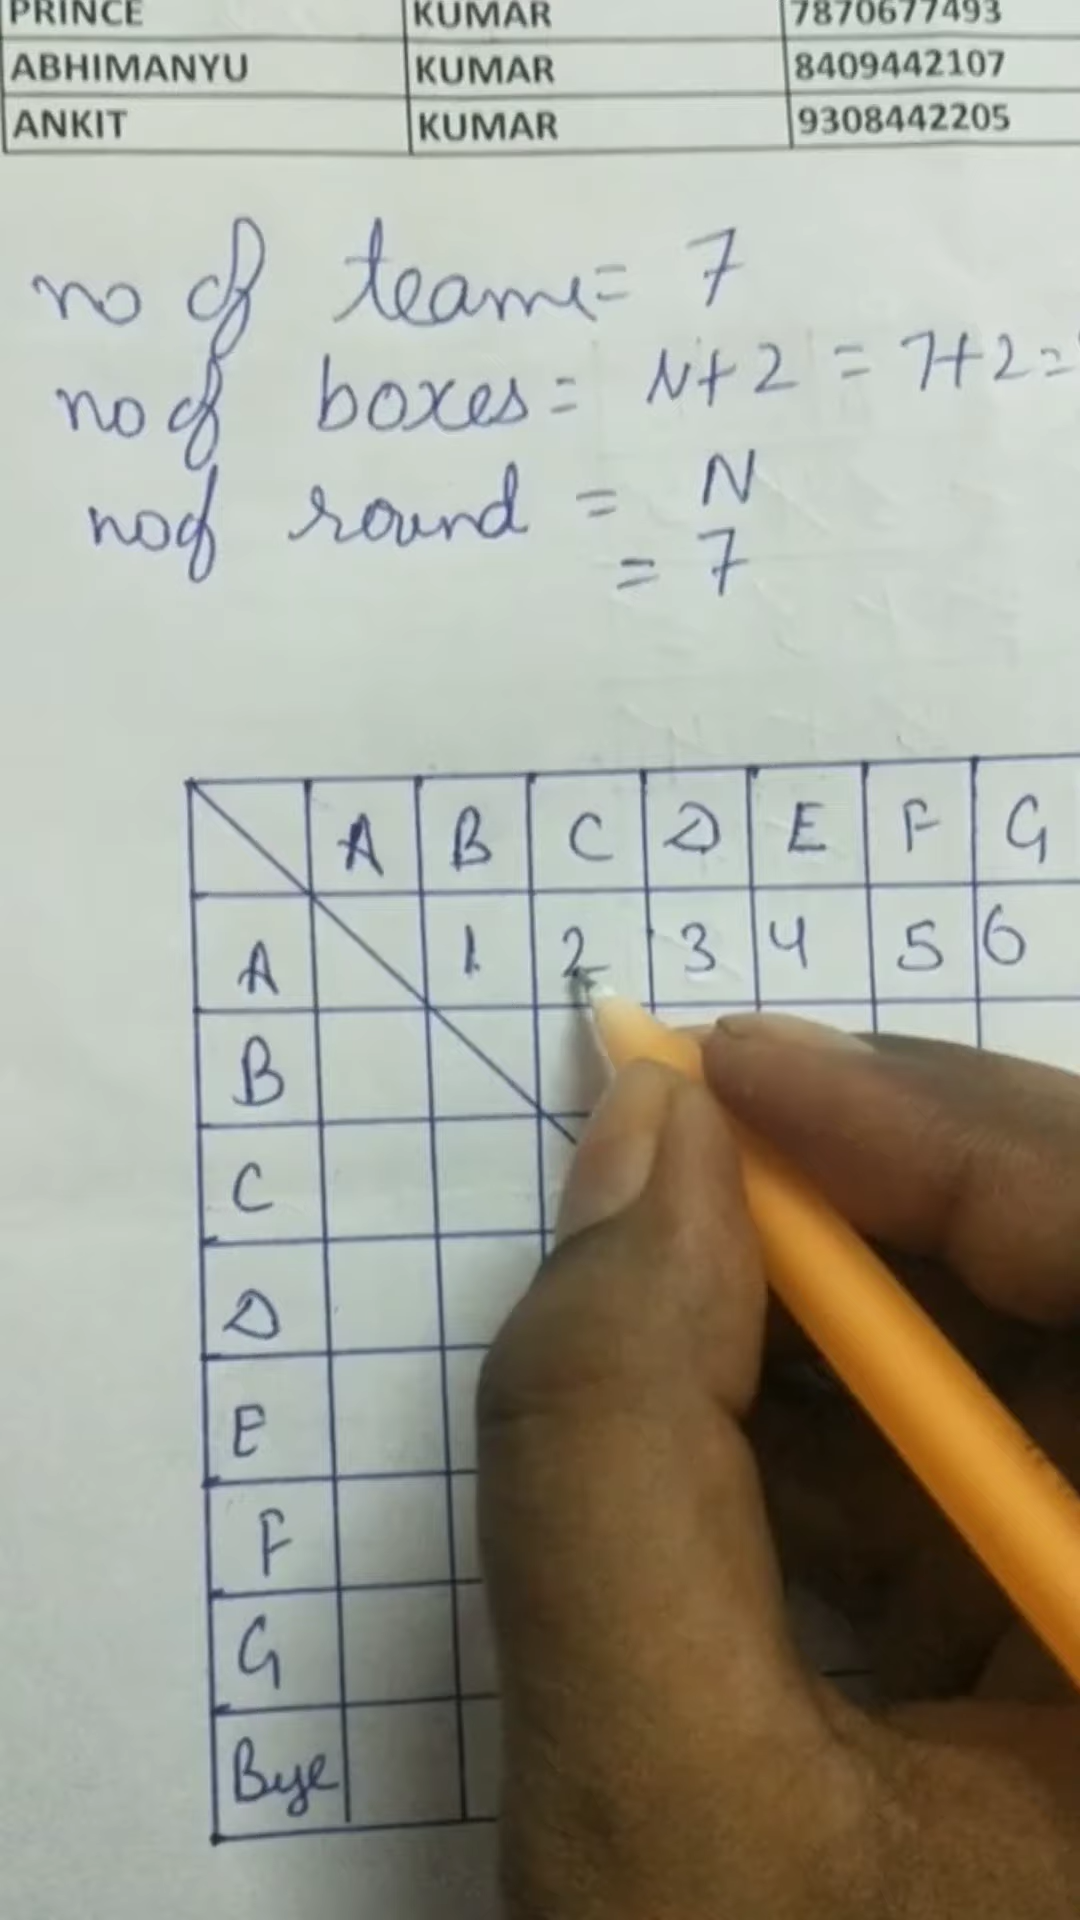 PRINCE KUMAR 7870677493
ABHIMANYU KUMAR 8409442107
ANKIT KUMAR 9308442205
no of team = 7
no of boxes = N+2 = 7+2=
no of round = N
= 7
A B C D E F G
A 1 2 3 4 5 6
B
C
D
E
F
G
Bye